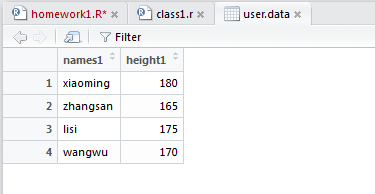 homework1.R* class1.r user.data
Filter
names1 height1
1 xiaoming 180
2 zhangsan 165
3 lisi 175
4 wangwu 170